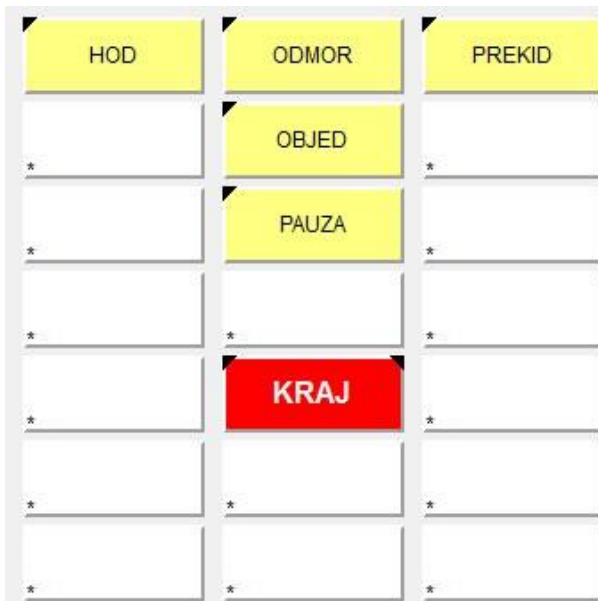 HOD ODMOR PREKID
* OBJED *
* PAUZA *
* * *
* KRAJ *
* * *
* * *